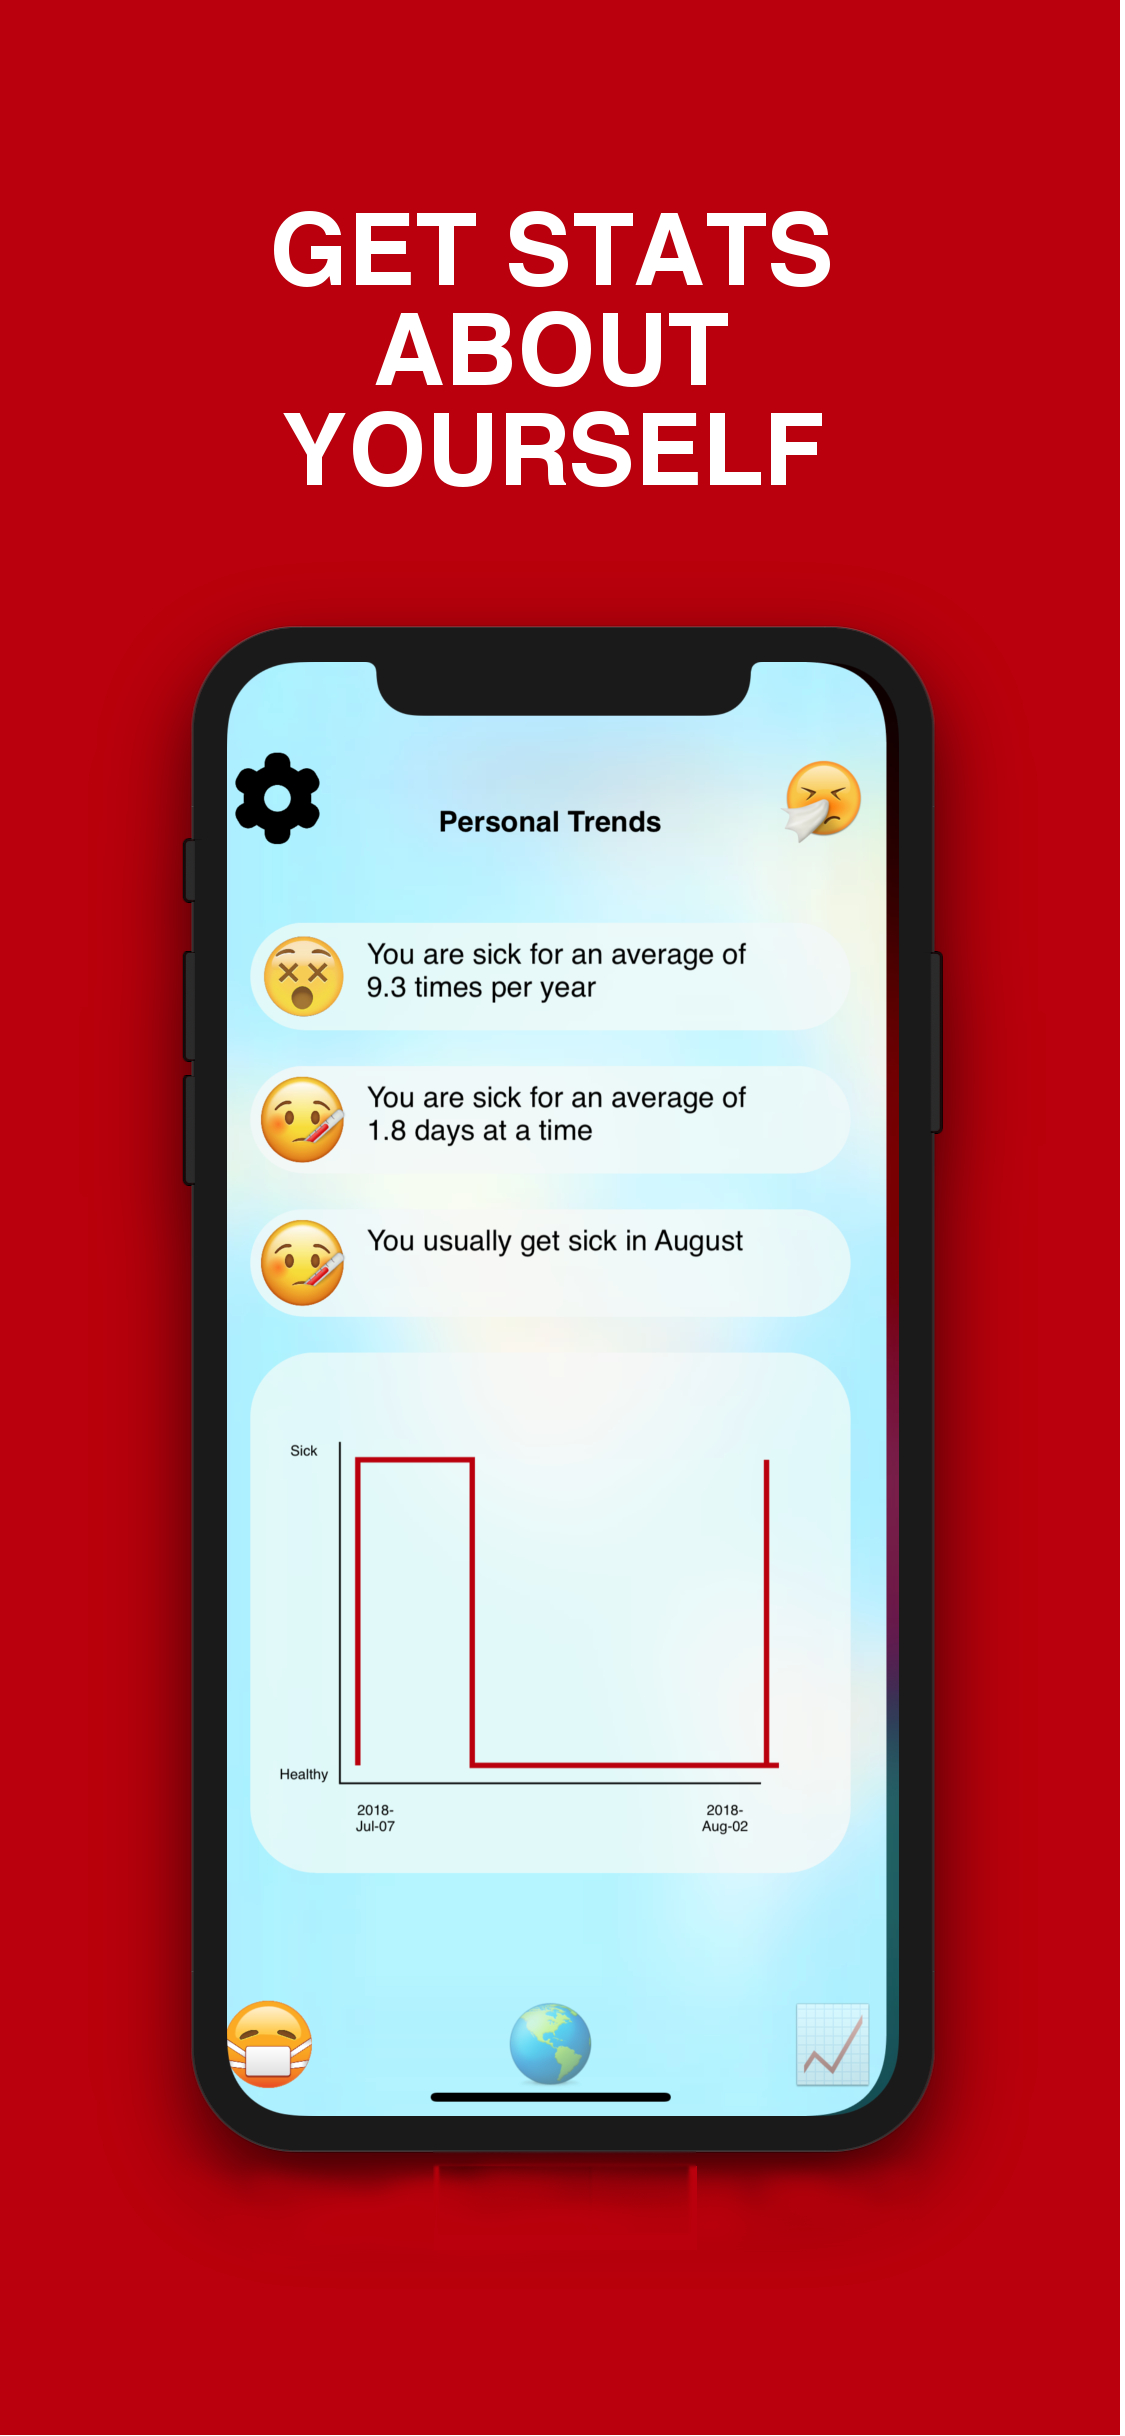 GET STATS
ABOUT
YOURSELF
Personal Trends
You are sick for an average of
9.3 times per year
You are sick for an average of
1.8 days at a time
You usually get sick in August
Sick
Healthy
2018-
Jul-07
2018-
Aug-02